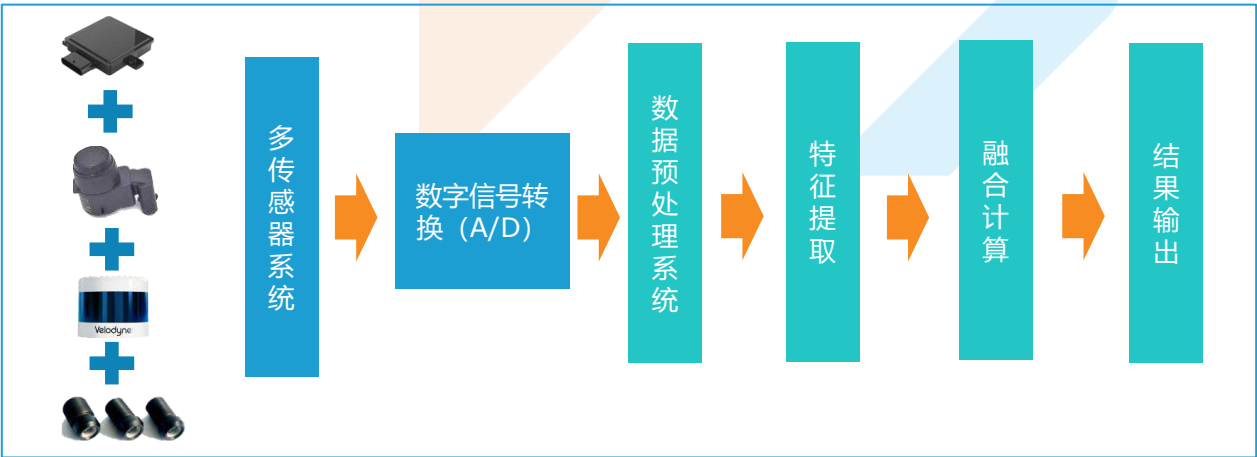 Velodyne
多传感器系统
数字信号转
换（A/D）
数据预处理系统
特征提取
融合计算
结果输出